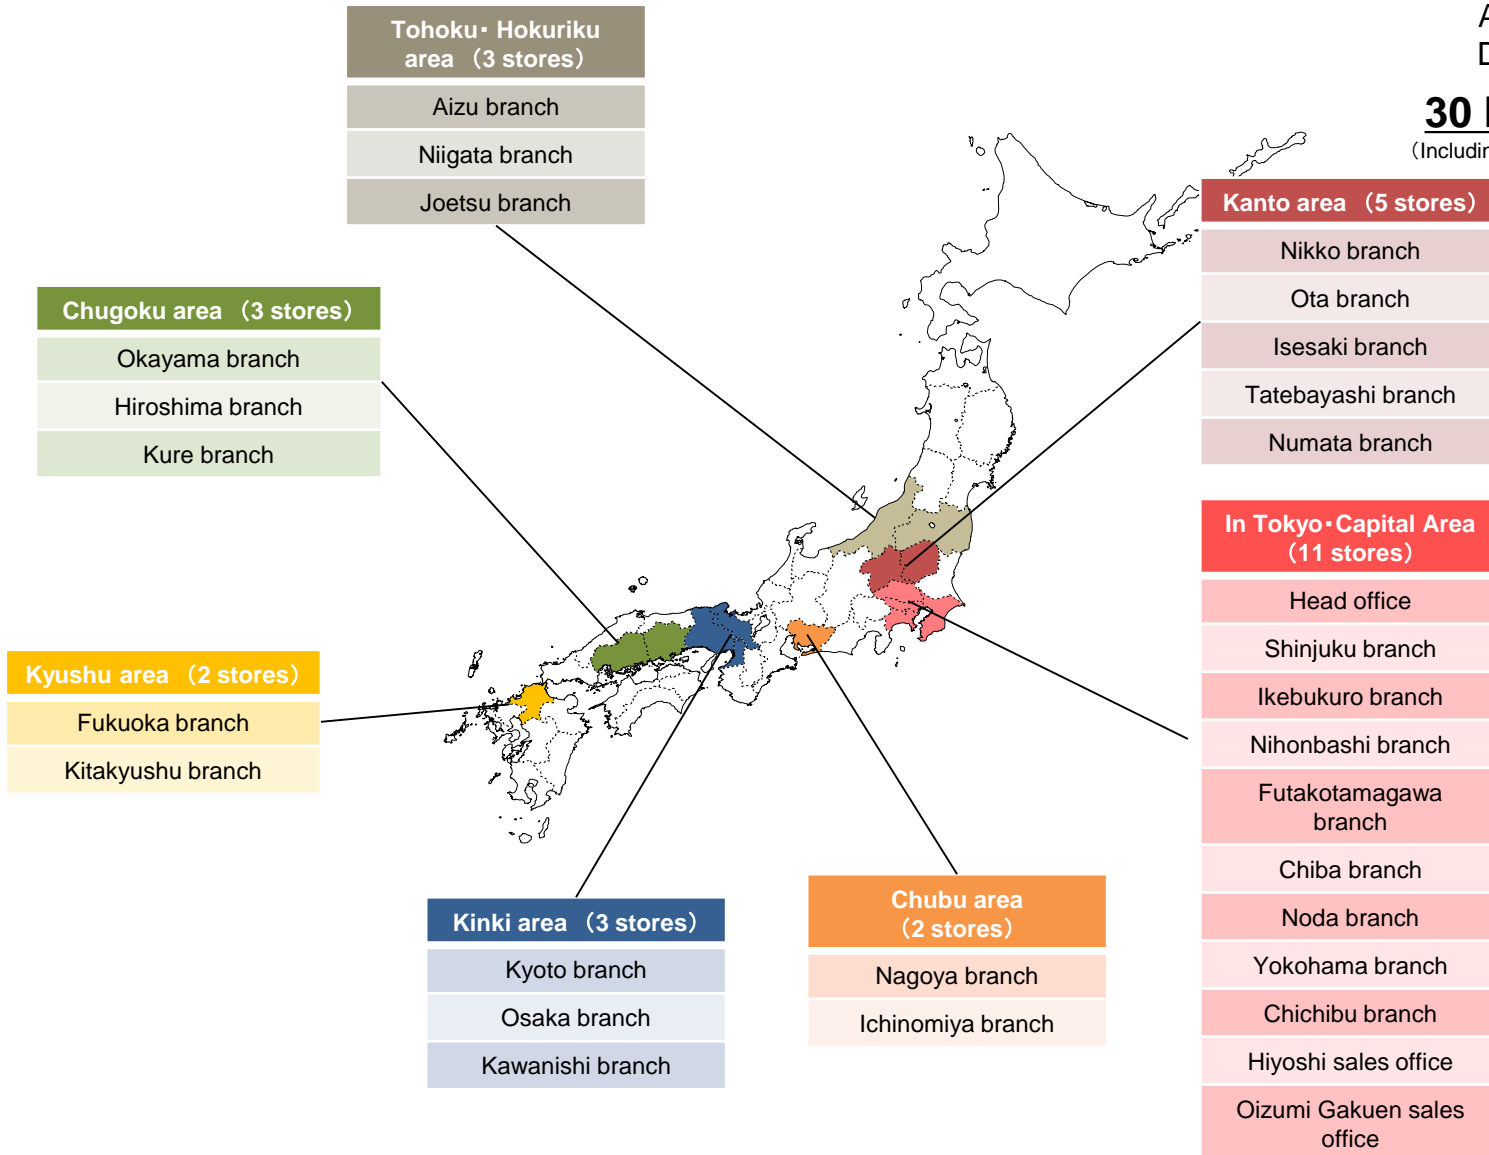 Tohoku・Hokuriku
area （3 stores）
Aizu branch
Niigata branch
Joetsu branch
30
Kanto area （5 stores）
Nikko branch
Ota branch
Isesaki branch
Tatebayashi branch
Numata branch
Chugoku area （3 stores）
Okayama branch
Hiroshima branch
Kure branch
In Tokyo・Capital Area
（11 stores）
Head office
Shinjuku branch
Ikebukuro branch
Nihonbashi branch
Futakotamagawa
branch
Chiba branch
Noda branch
Yokohama branch
Chichibu branch
Hiyoshi sales office
Oizumi Gakuen sales
office
Kyushu area （2 stores）
Fukuoka branch
Kitakyushu branch
Kinki area （3 stores）
Kyoto branch
Osaka branch
Kawanishi branch
Chubu area
（2 stores）
Nagoya branch
Ichinomiya branch